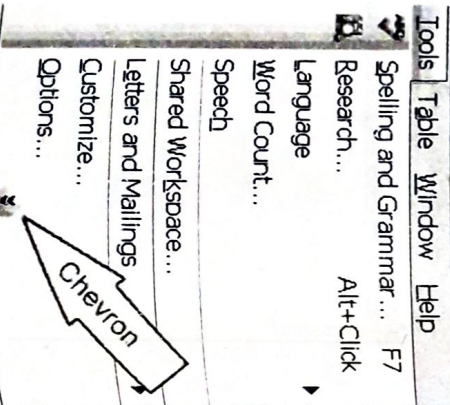 Tools Table Window Help
Spelling and Grammar... F7
Research... Alt+Click
Language
Word Count...
Speech
Shared Workspace...
Letters and Mailings
Customize...
Options...
Chevron